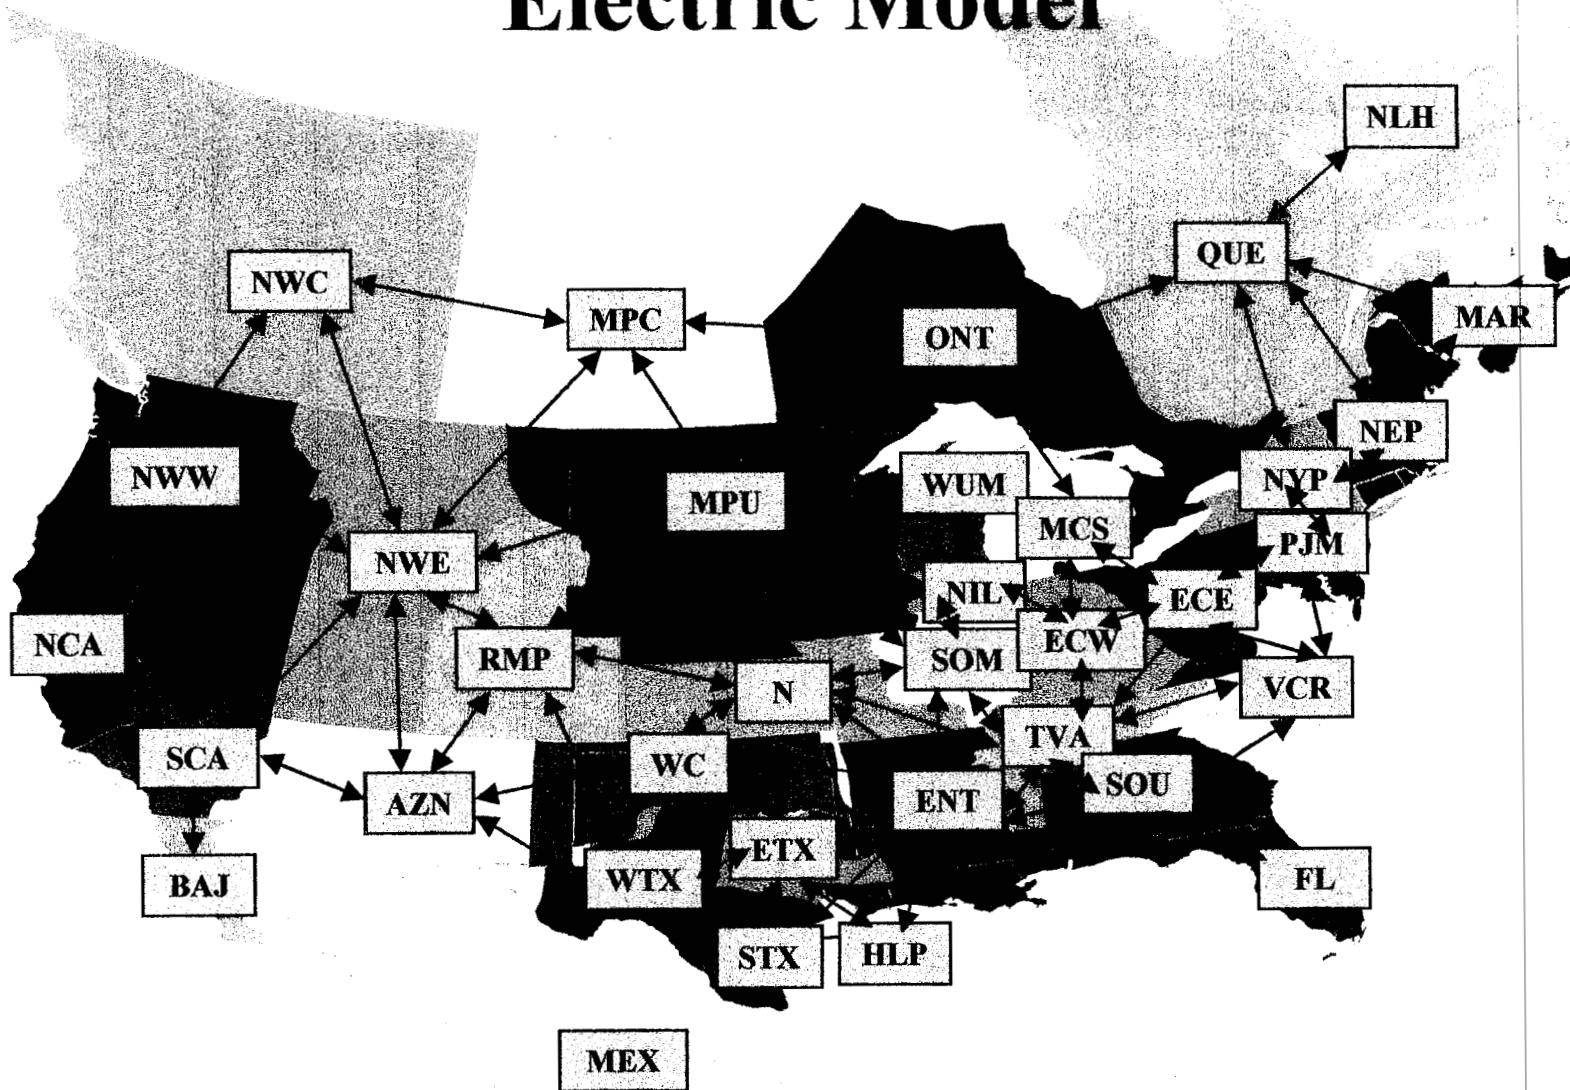 Electric Model
NLH
QUE
NWC
MPC
MAR
ONT
NEP
NWW
WUM
NYP
MPU
MCS
PJM
NWE
NIL
ECE
NCA
RMP
SOM
ECW
N
VCR
TVA
SCA
WC
SOU
AZN
ENT
ETX
BAJ
WTX
FL
STX
HLP
MEX